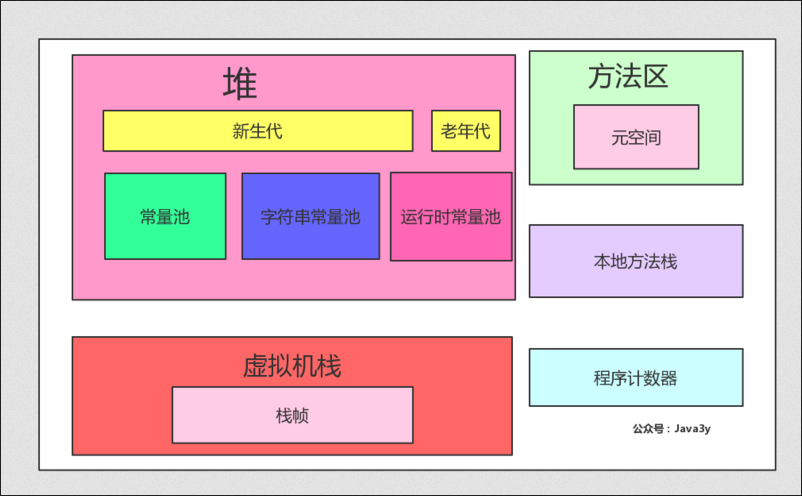 堆
新生代
老年代
常量池
字符串常量池
运行时常量池
方法区
元空间
本地方法栈
虚拟机栈
栈帧
程序计数器
公众号：Java3y